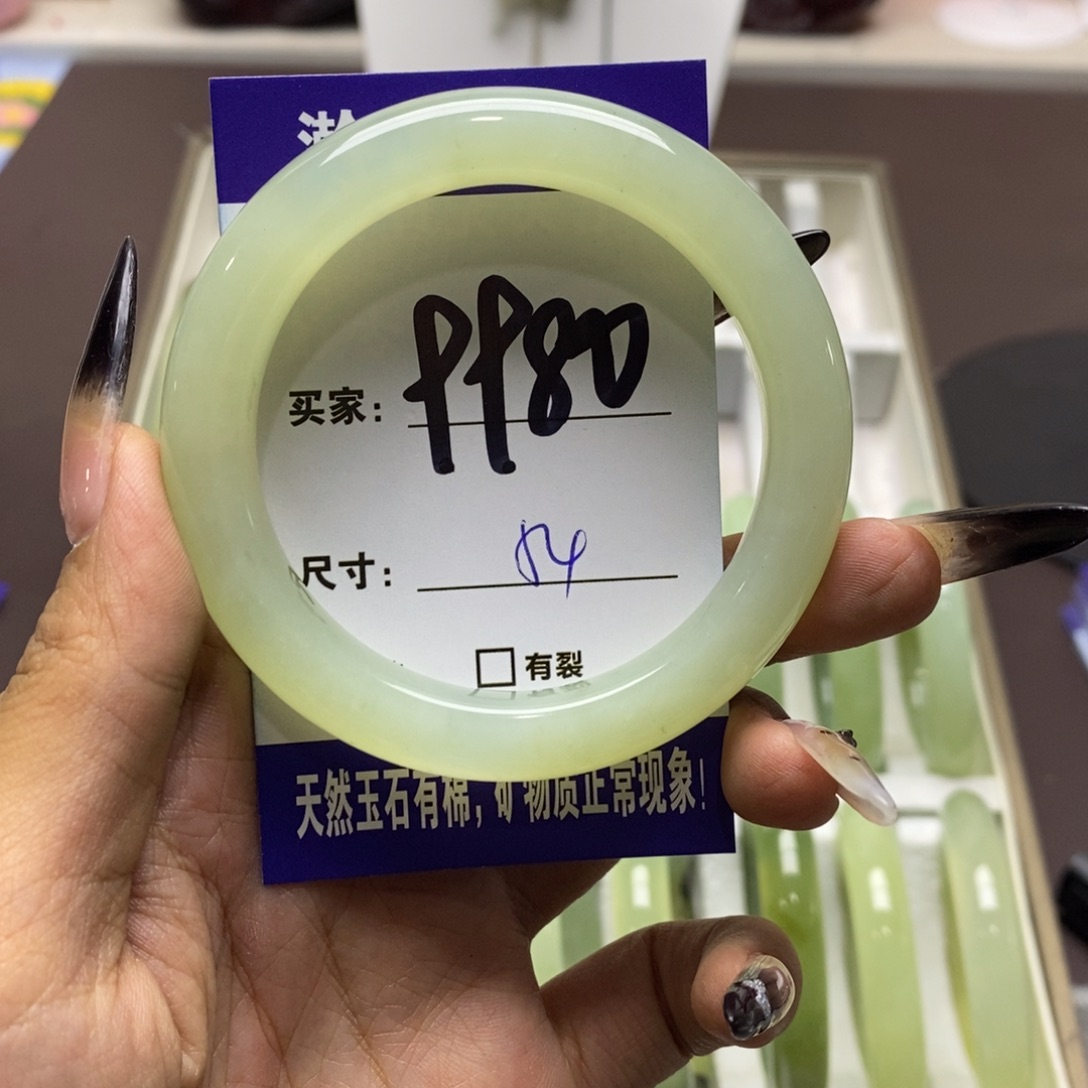 买家： PP80
尺寸： 54
有裂
天然玉石有棉，矿物质正常现象！